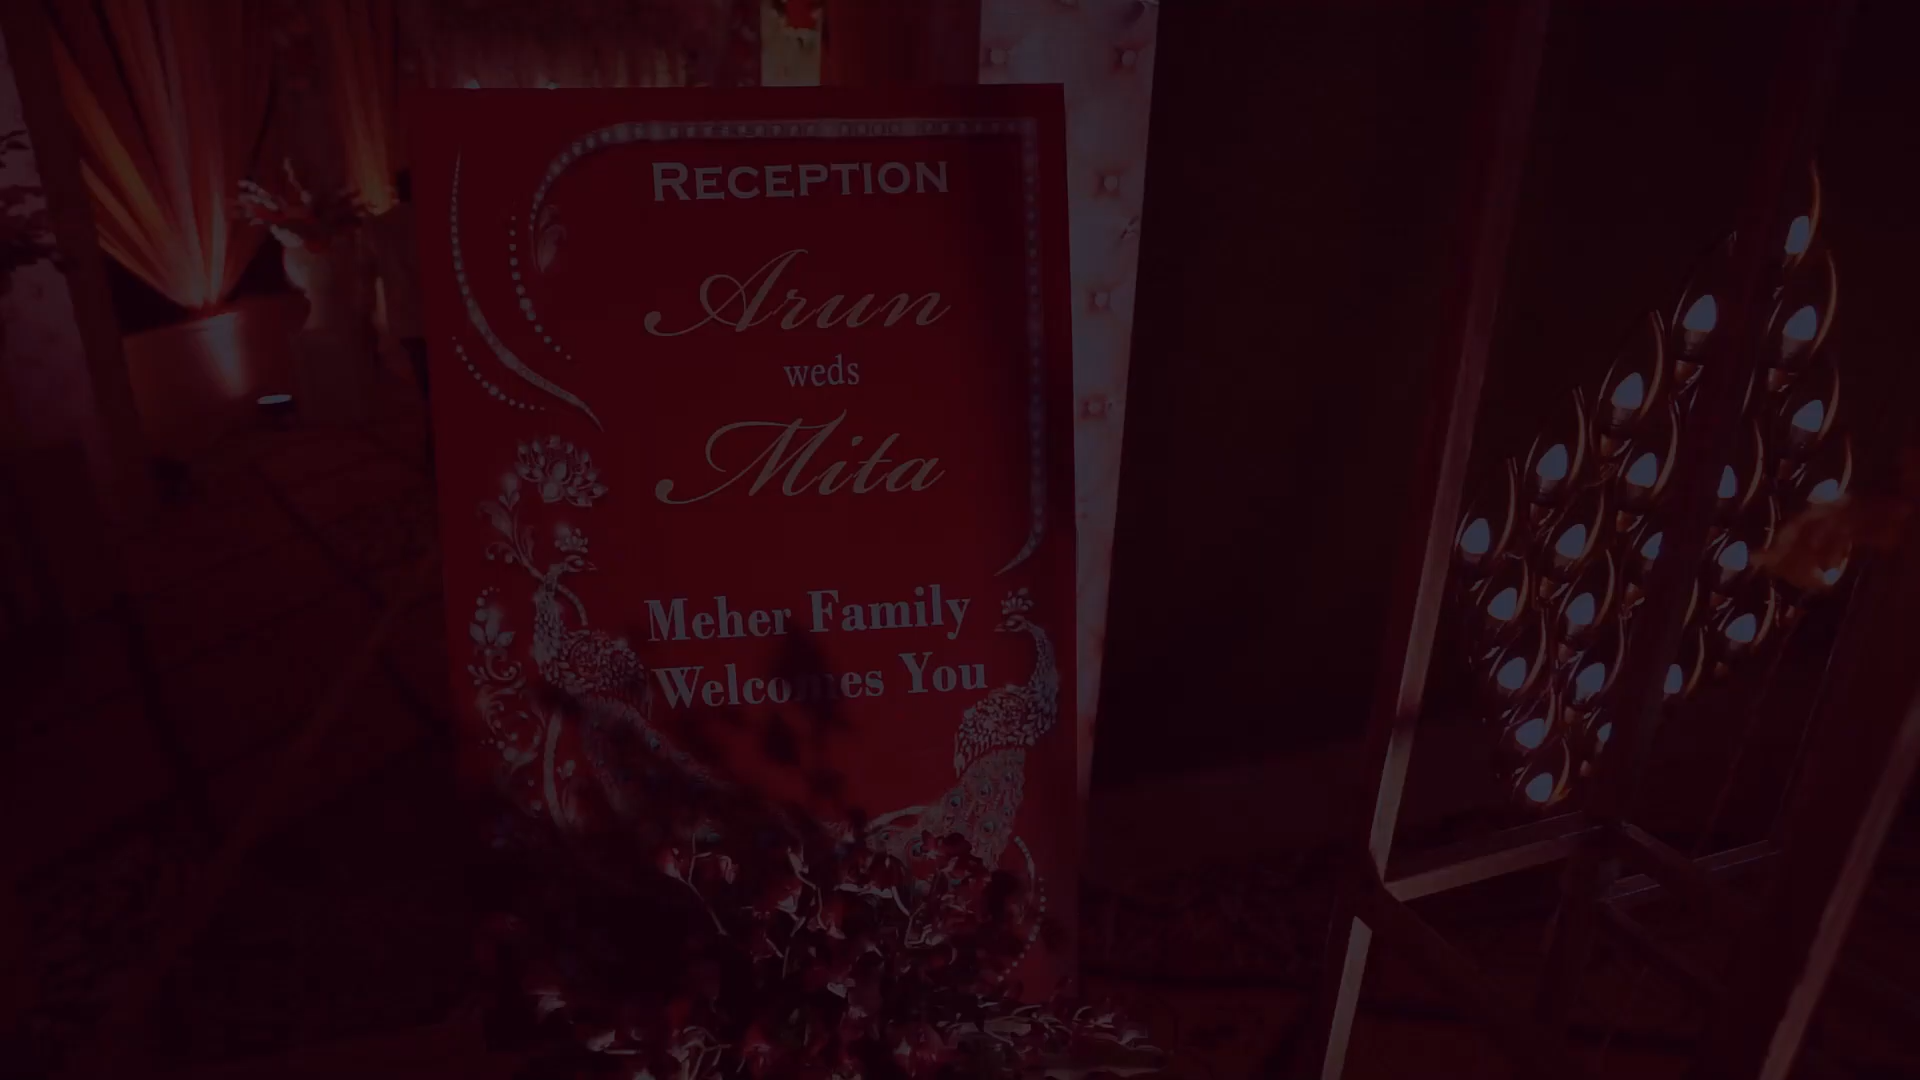 RECEPTION
Arun
weds
Mita
Meher Family
Welcomes You